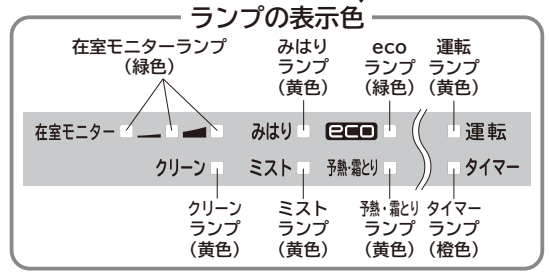 ランプの表示色
在室モニターランプ
(緑色)
みはり
ランプ
(黄色)
eco
ランプ
(緑色)
運転
ランプ
(黄色)
在室モニター みはり eco 運転
クリーン ミスト 予熱・霜とり タイマー
クリーン
ランプ
(黄色)
ミスト
ランプ
(黄色)
予熱・霜とり
ランプ
(黄色)
タイマー
ランプ
(橙色)